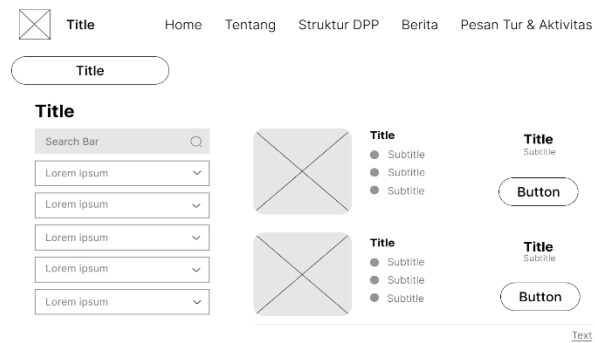 Title
Home
Tentang
Struktur DPP
Berita
Pesan Tur & Aktivitas
Title
Title
Search Bar
Lorem ipsum
Lorem ipsum
Lorem ipsum
Lorem ipsum
Lorem ipsum
Title
Subtitle
Subtitle
Subtitle
Title
Subtitle
Button
Title
Subtitle
Subtitle
Subtitle
Title
Subtitle
Button
Text